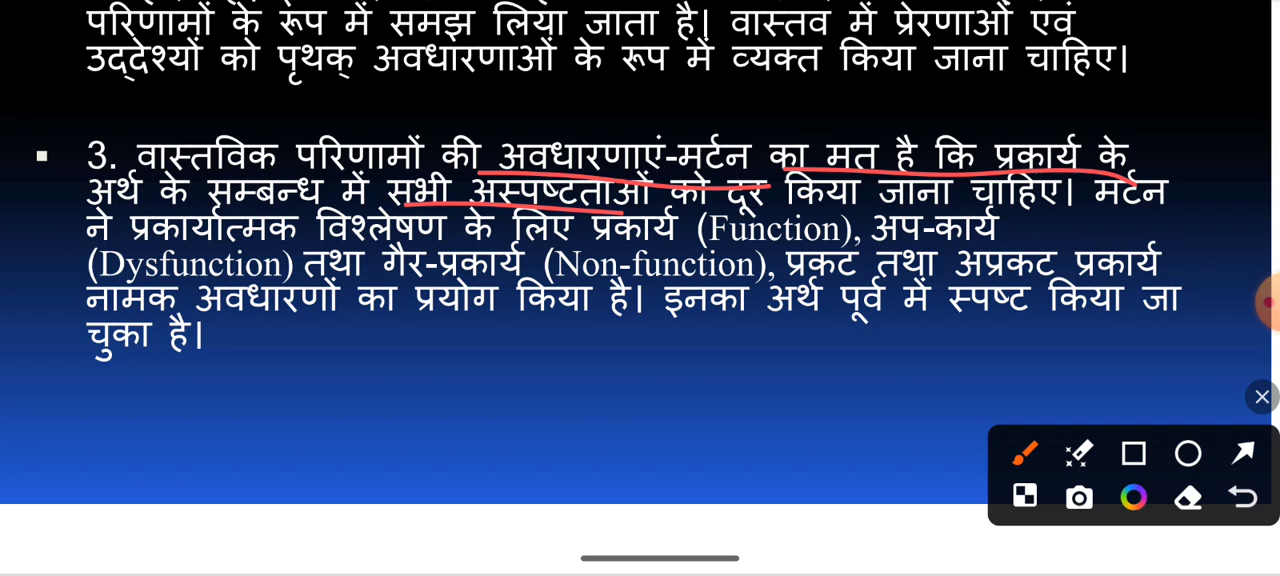 परिणामों के रूप में समझ लिया जाता है। वास्तव में प्रेरणाओं एवं
उद्देश्यों को पृथक् अवधारणाओं के रूप में व्यक्त किया जाना चाहिए।
▪ 3. वास्तविक परिणामों की अवधारणाएं-मर्टन का मत है कि प्रकार्य के
अर्थ के सम्बन्ध में सभी अस्पष्टताओं को दूर किया जाना चाहिए। मर्टन
ने प्रकार्यात्मक विश्लेषण के लिए प्रकार्य (Function), अप-कार्य
(Dysfunction) तथा गैर-प्रकार्य (Non-function), प्रकट तथा अप्रकट प्रकार्य
नामक अवधारणों का प्रयोग किया है। इनका अर्थ पूर्व में स्पष्ट किया जा
चुका है।